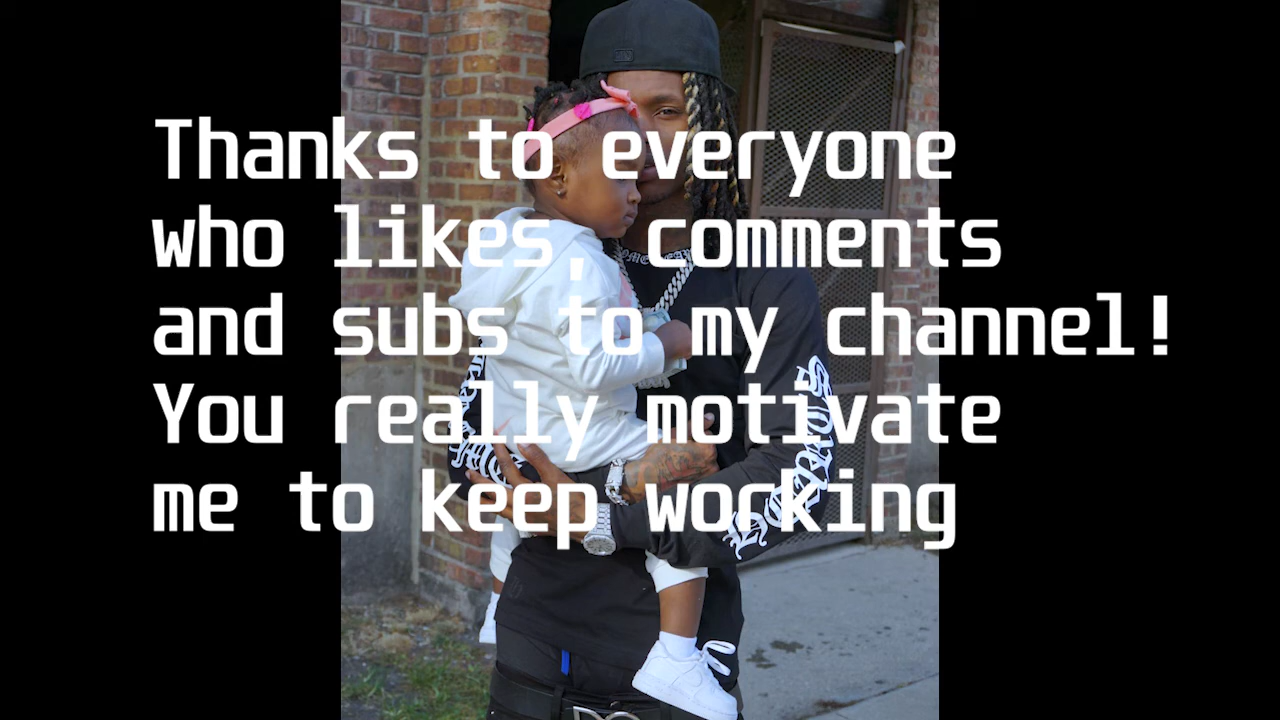 Thanks to everyone
who likes, comments
and subs to my channel!
You really motivate
me to keep working